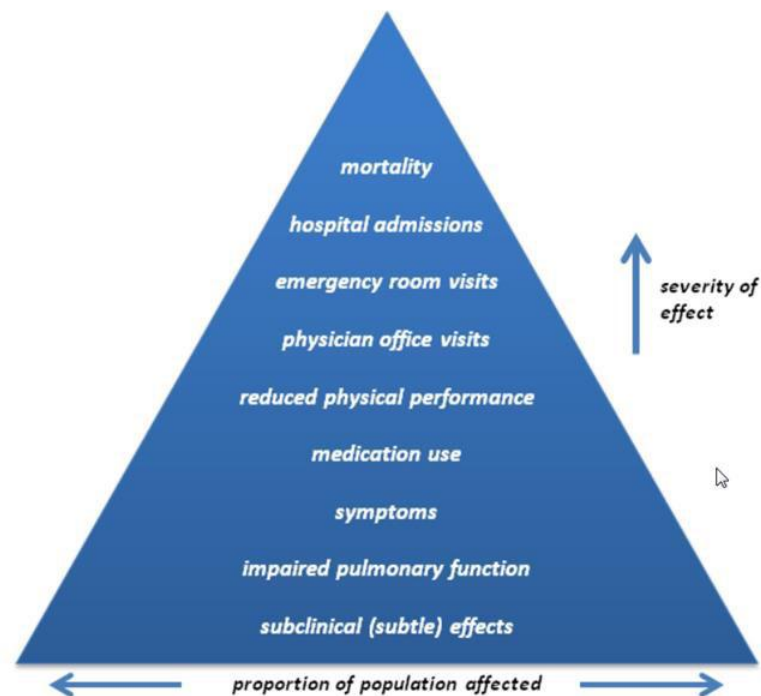 mortality
hospital admissions
emergency room visits
physician office visits
reduced physical performance
medication use
symptoms
impaired pulmonary function
subclinical (subtle) effects
severity of
effect
proportion of population affected